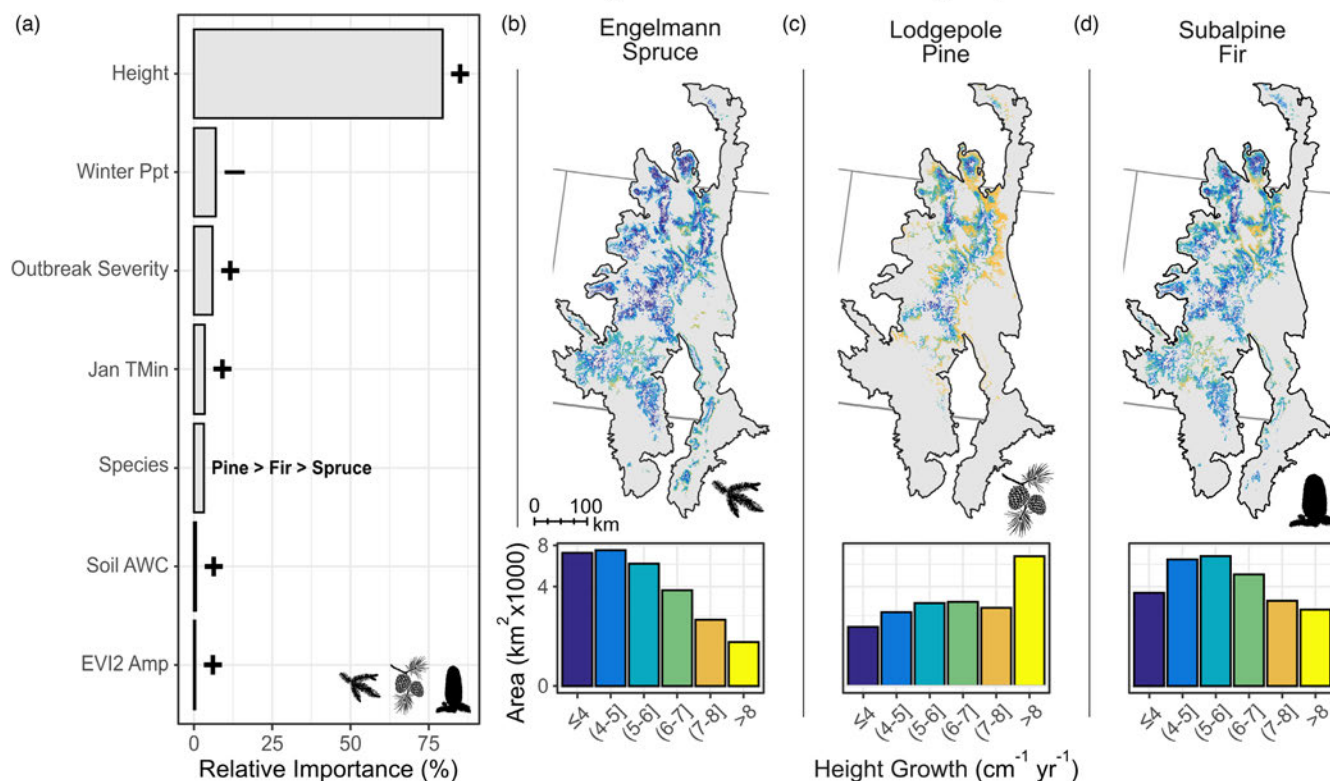 (a)
Height
Winter Ppt
Outbreak Severity
Jan TMin
Species
Pine > Fir > Spruce
Soil AWC
EVI2 Amp
0 25 50 75
Relative Importance (%)
(b) Engelmann
Spruce
0 100
km
Area (km²x1000)
8
4
0
≤4 (4-5] (5-6] (6-7] (7-8] >8
(c) Lodgepole
Pine
≤4 (4-5] (5-6] (6-7] (7-8] >8
Height Growth (cm⁻¹ yr⁻¹)
(d) Subalpine
Fir
≤4 (4-5] (5-6] (6-7] (7-8] >8